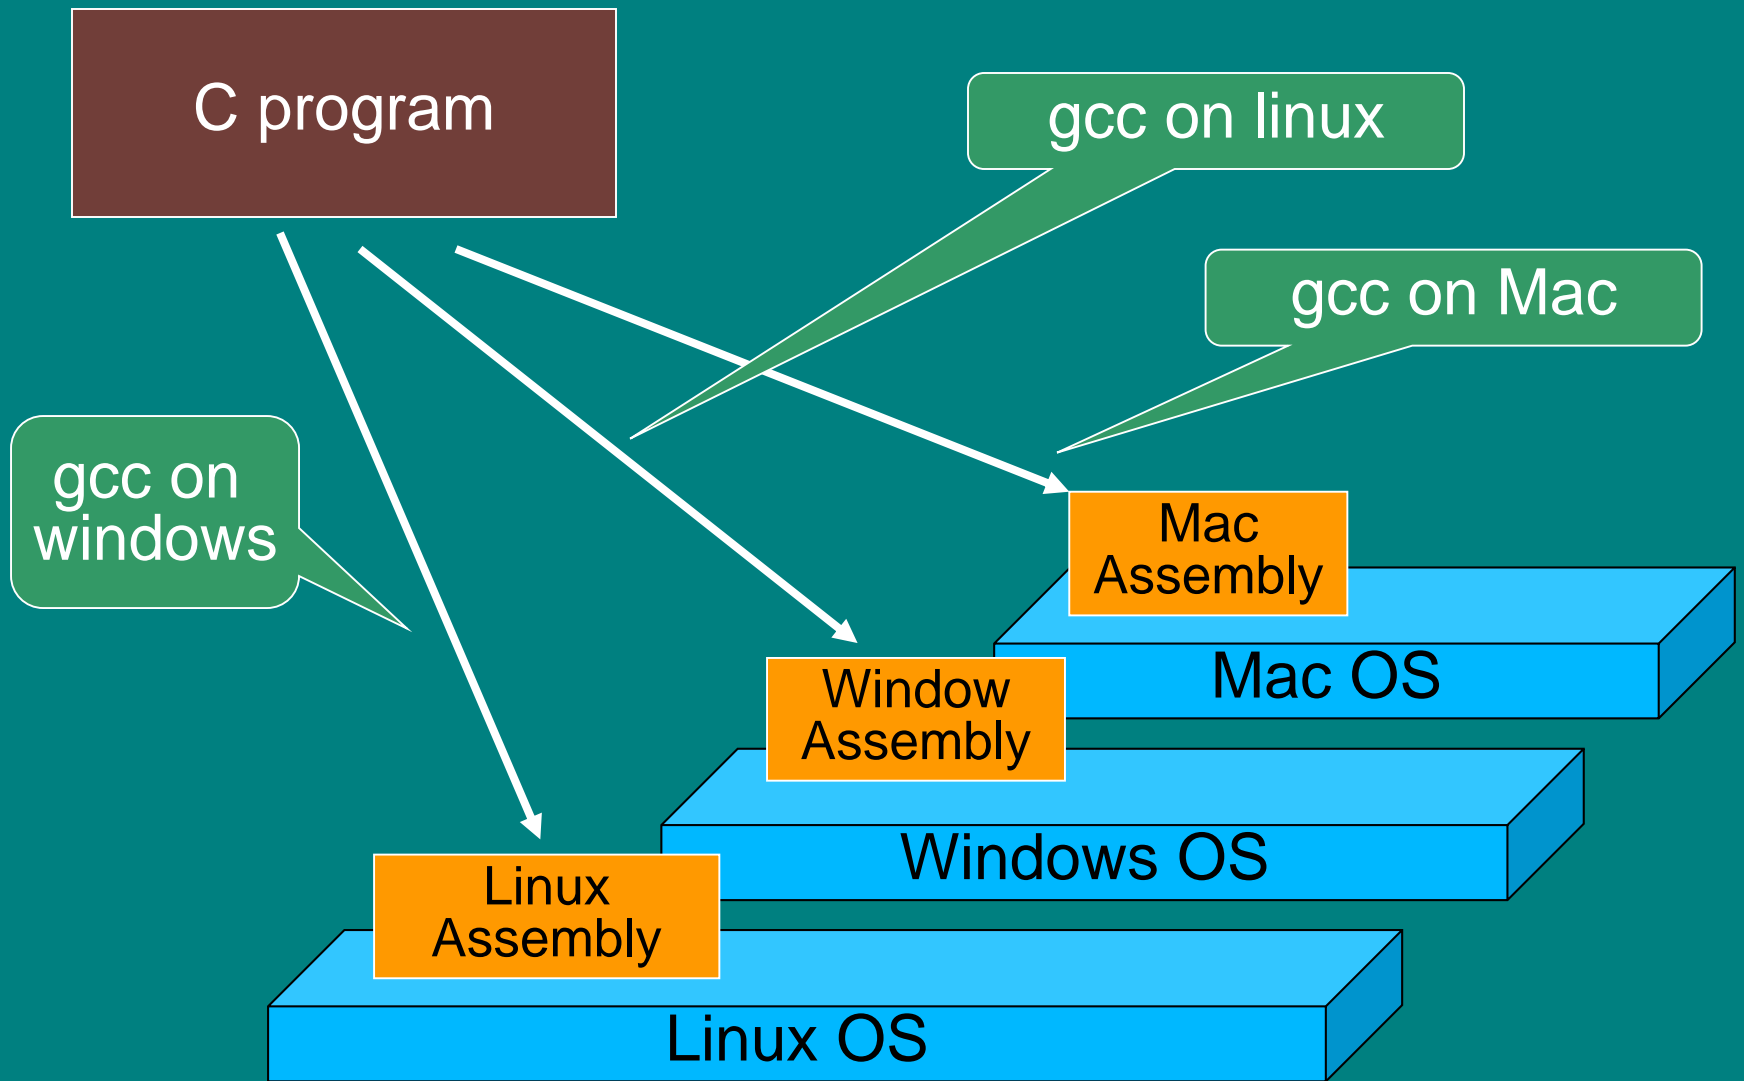 C program
gcc on linux
gcc on Mac
gcc on
windows
Mac
Assembly
Mac OS
Window
Assembly
Windows OS
Linux
Assembly
Linux OS